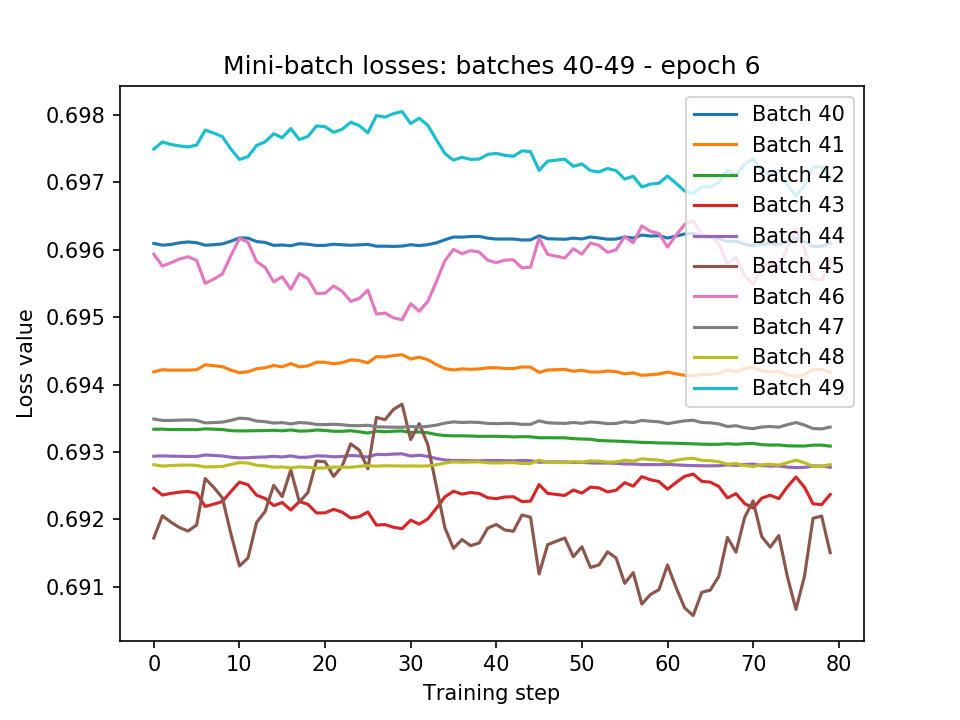 Mini-batch losses: batches 40-49 - epoch 6
0.698
0.697
0.696
0.695
0.694
0.693
0.692
0.691
Loss value
0 10 20 30 40 50 60 70 80
Training step
Batch 40
Batch 41
Batch 42
Batch 43
Batch 44
Batch 45
Batch 46
Batch 47
Batch 48
Batch 49